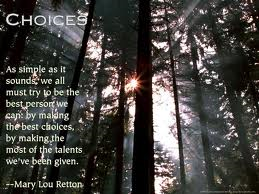 CHOICES
As simple as it
sounds, we all
must try to be the
best person we
can: by making
the best choices,
by making the
most of the talents
we've been given.
--Mary Lou Retton